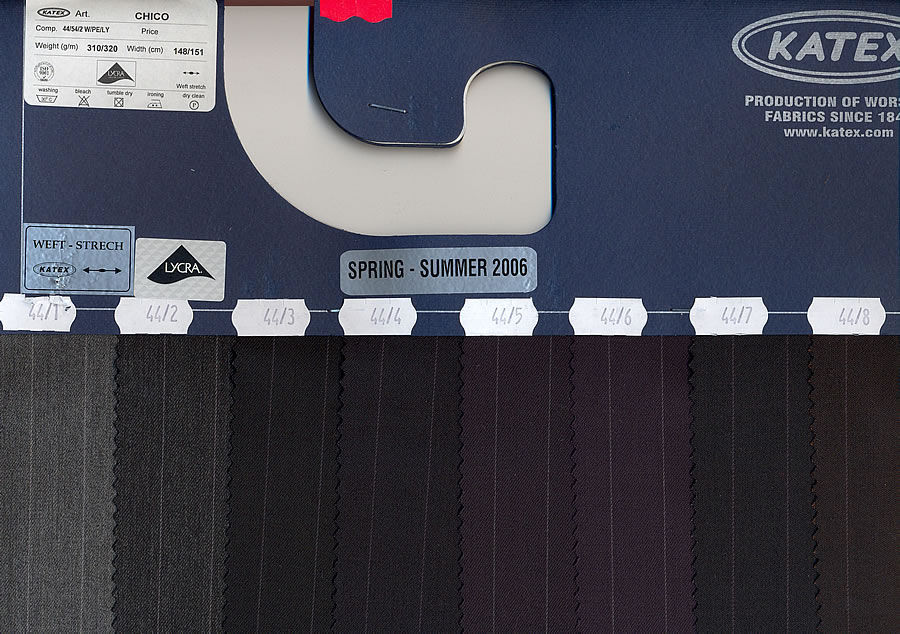 KATEX Art. CHICO
Comp. 44/54/2 W/PE/LY Price
Weight (g/m) 310/320 Width (cm) 148/151
LYCRA
Weft stretch
washing bleach tumble dry ironing dry clean
P
KATEX
PRODUCTION OF WORS
FABRICS SINCE 184
www.katex.com
WEFT - STRECH
KATEX
LYCRA.
SPRING - SUMMER 2006
44/1 44/2 44/3 44/4 44/5 44/6 44/7 44/8